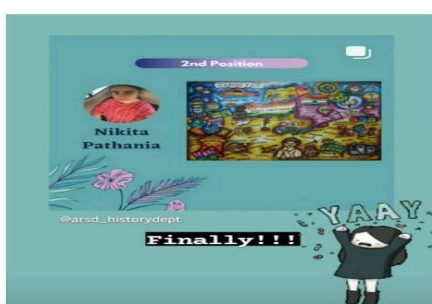 2nd Position
Nikita
Pathania
@arsd_historydept
YAAY
Finally!!!